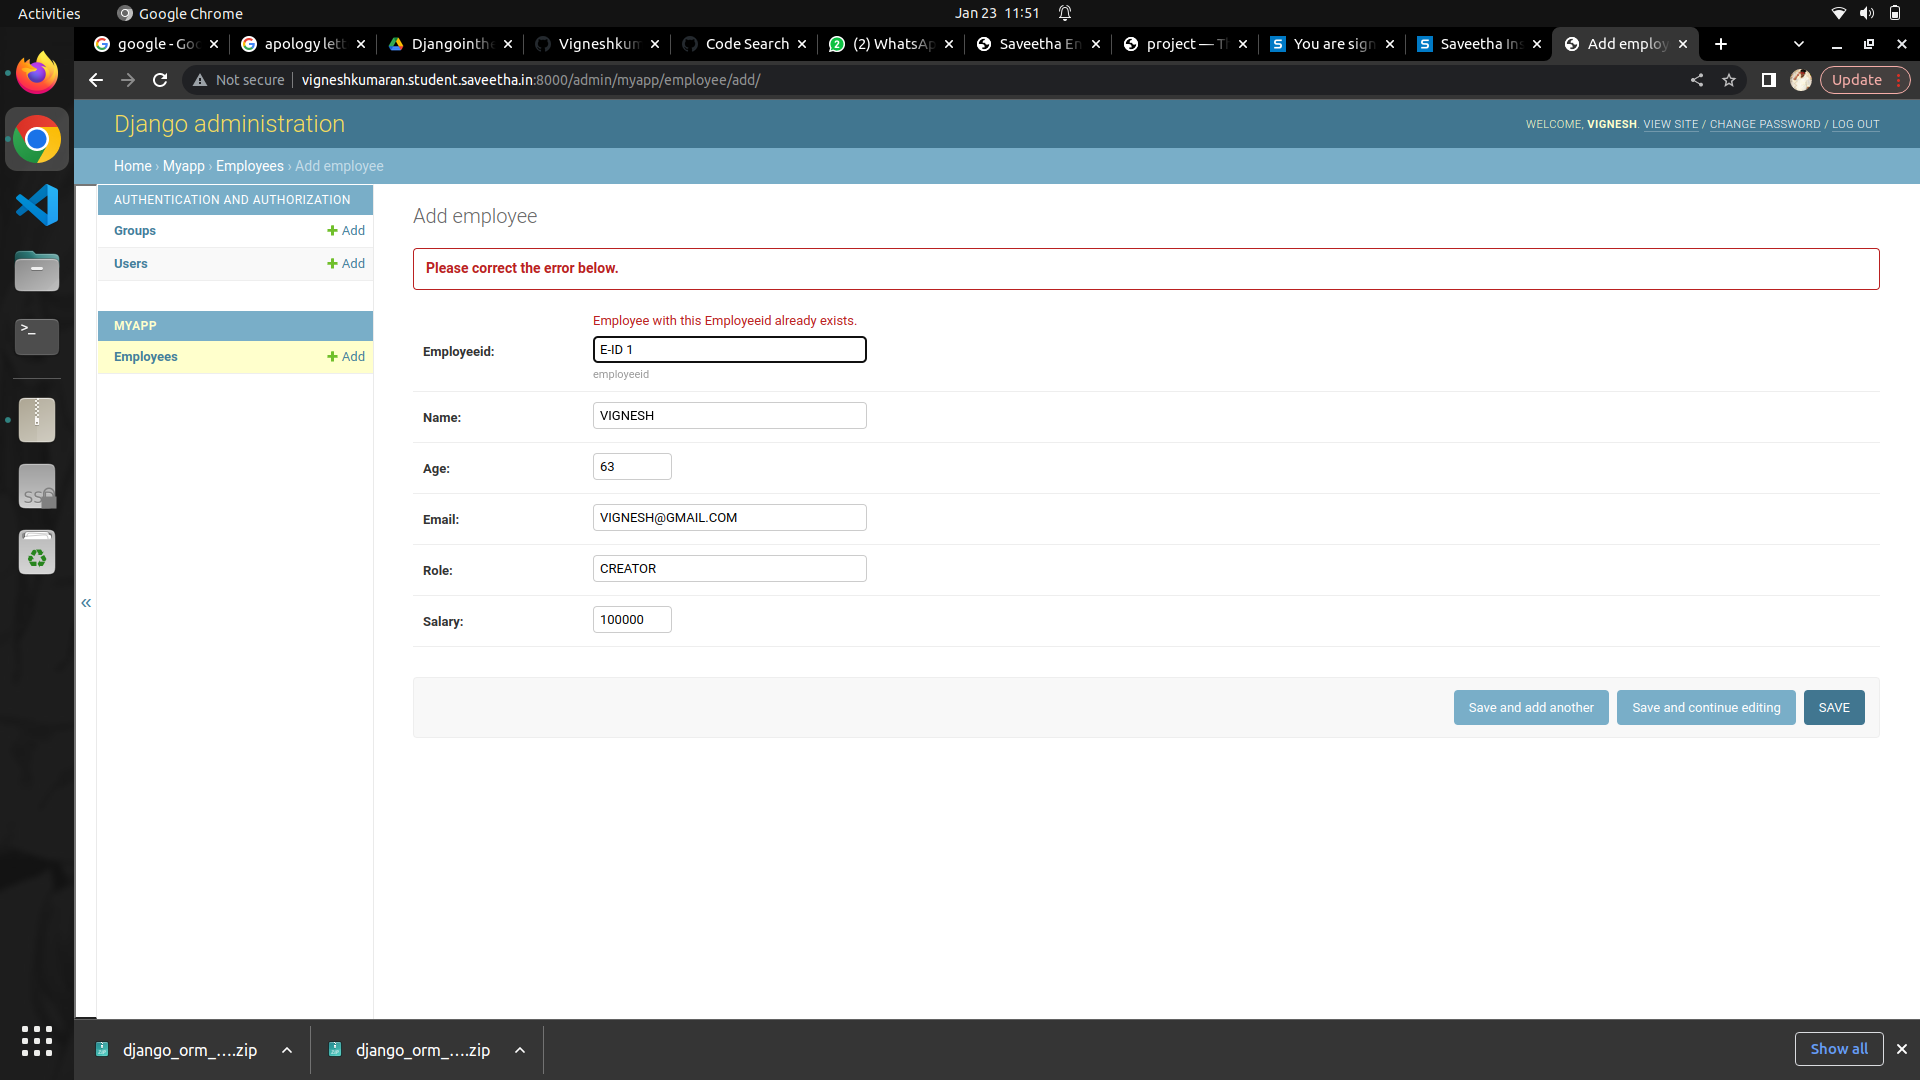 Activities
Google Chrome
Jan 23 11:51
google - Goo
apology lett
Djangointhe
Vigneshkum
Code Search
(2) WhatsAp
Saveetha En
project — Th
You are sign
Saveetha Ins
Add employ
Not secure
vigneshkumaran.student.saveetha.in:8000/admin/myapp/employee/add/
Update
Django administration
WELCOME, VIGNESH. VIEW SITE / CHANGE PASSWORD / LOG OUT
Home › Myapp › Employees › Add employee
AUTHENTICATION AND AUTHORIZATION
Groups
Add
Users
Add
MYAPP
Employees
Add
«
Add employee
Please correct the error below.
Employee with this Employeeid already exists.
Employeeid:
E-ID 1
employeeid
Name:
VIGNESH
Age:
63
Email:
VIGNESH@GMAIL.COM
Role:
CREATOR
Salary:
100000
Save and add another
Save and continue editing
SAVE
django_orm_....zip
django_orm_....zip
Show all